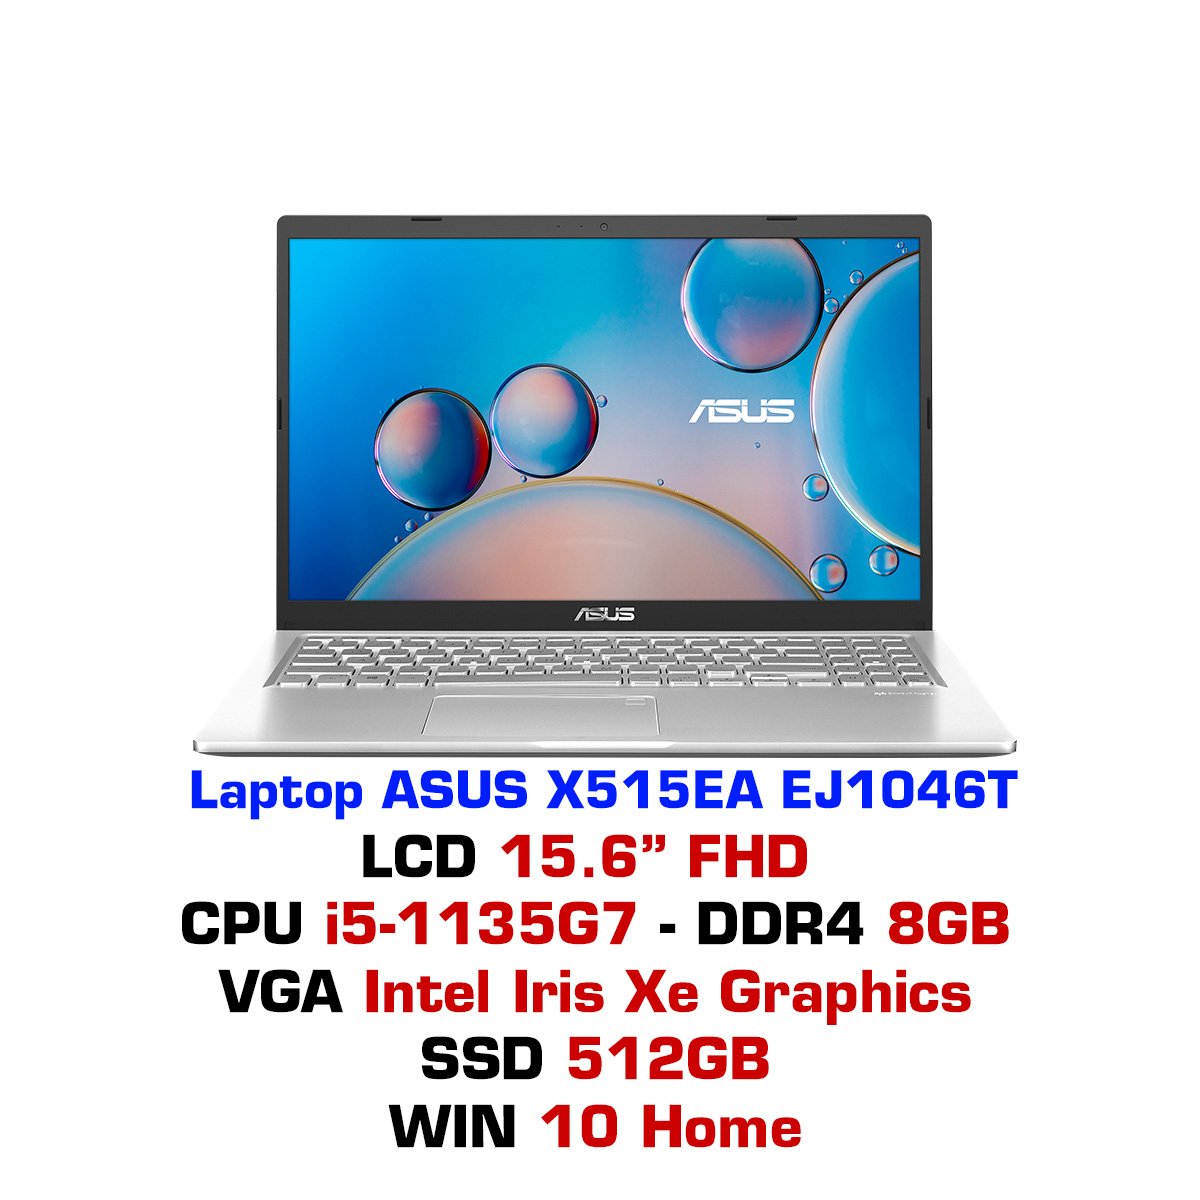 ASUS
ASUS
Laptop ASUS X515EA EJ1046T
LCD 15.6” FHD
CPU i5-1135G7 - DDR4 8GB
VGA Intel Iris Xe Graphics
SSD 512GB
WIN 10 Home